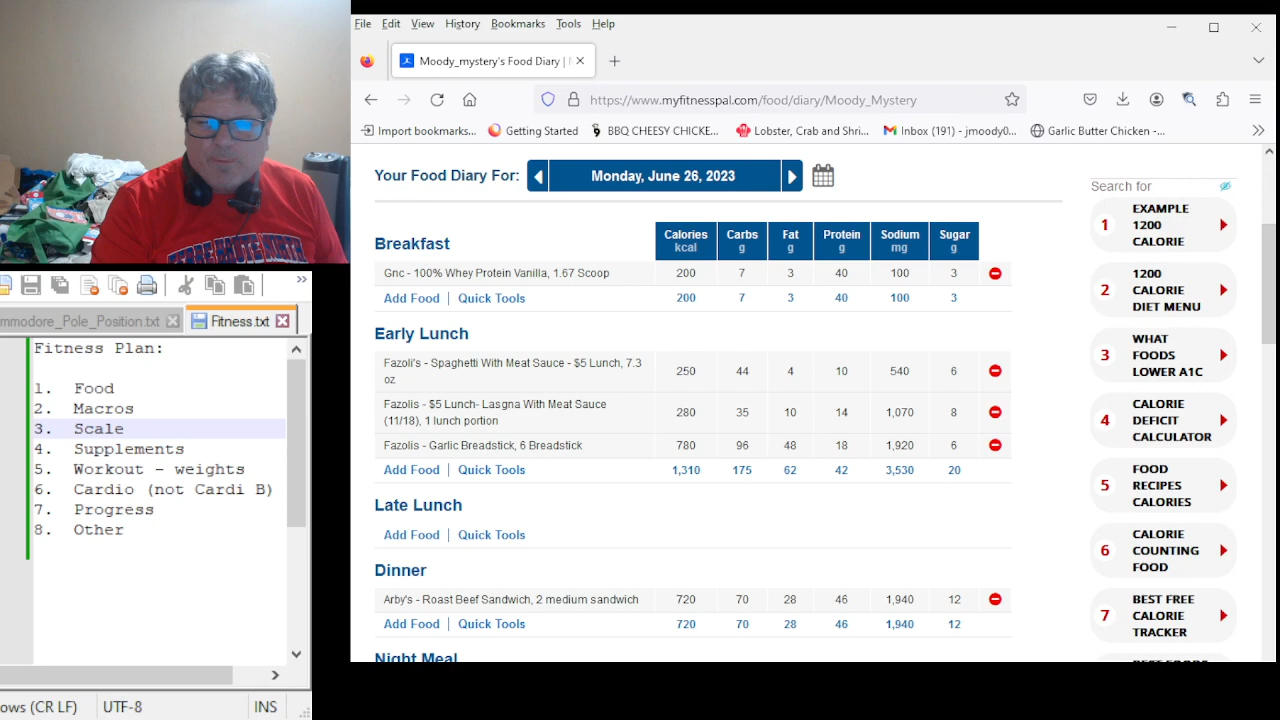 File Edit View History Bookmarks Tools Help
Moody_mystery's Food Diary |
https://www.myfitnesspal.com/food/diary/Moody_Mystery
Import bookmarks... Getting Started BBQ CHEESY CHICKE... Lobster, Crab and Shri... Inbox (191) - jmoody0... Garlic Butter Chicken -...
Your Food Diary For: Monday, June 26, 2023
Breakfast Calories kcal Carbs g Fat g Protein g Sodium mg Sugar g
Gnc - 100% Whey Protein Vanilla, 1.67 Scoop 200 7 3 40 100 3
Add Food | Quick Tools 200 7 3 40 100 3
Early Lunch
Fazoli's - Spaghetti With Meat Sauce - $5 Lunch, 7.3
oz 250 44 4 10 540 6
Fazolis - $5 Lunch- Lasgna With Meat Sauce
(11/18), 1 lunch portion 280 35 10 14 1,070 8
Fazolis - Garlic Breadstick, 6 Breadstick 780 96 48 18 1,920 6
Add Food | Quick Tools 1,310 175 62 42 3,530 20
Late Lunch
Add Food | Quick Tools
Dinner
Arby's - Roast Beef Sandwich, 2 medium sandwich 720 70 28 46 1,940 12
Add Food | Quick Tools 720 70 28 46 1,940 12
Night Meal
Search for
1 EXAMPLE
1200
CALORIE
2 1200
CALORIE
DIET MENU
3 WHAT
FOODS
LOWER A1C
4 CALORIE
DEFICIT
CALCULATOR
5 FOOD
RECIPES
CALORIES
6 CALORIE
COUNTING
FOOD
7 BEST FREE
CALORIE
TRACKER
TERRE HAUTE NORTH
mmodore_Pole_Position.txt Fitness.txt
Fitness Plan:
1. Food
2. Macros
3. Scale
4. Supplements
5. Workout - weights
6. Cardio (not Cardi B)
7. Progress
8. Other
ows (CR LF) UTF-8 INS